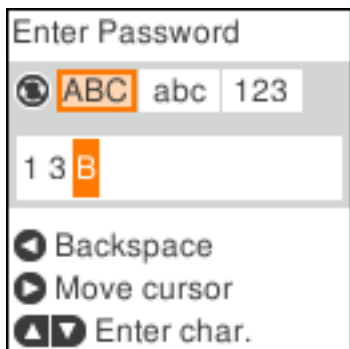 Enter Password
ABC abc 123
1 3 B
Backspace
Move cursor
Enter char.